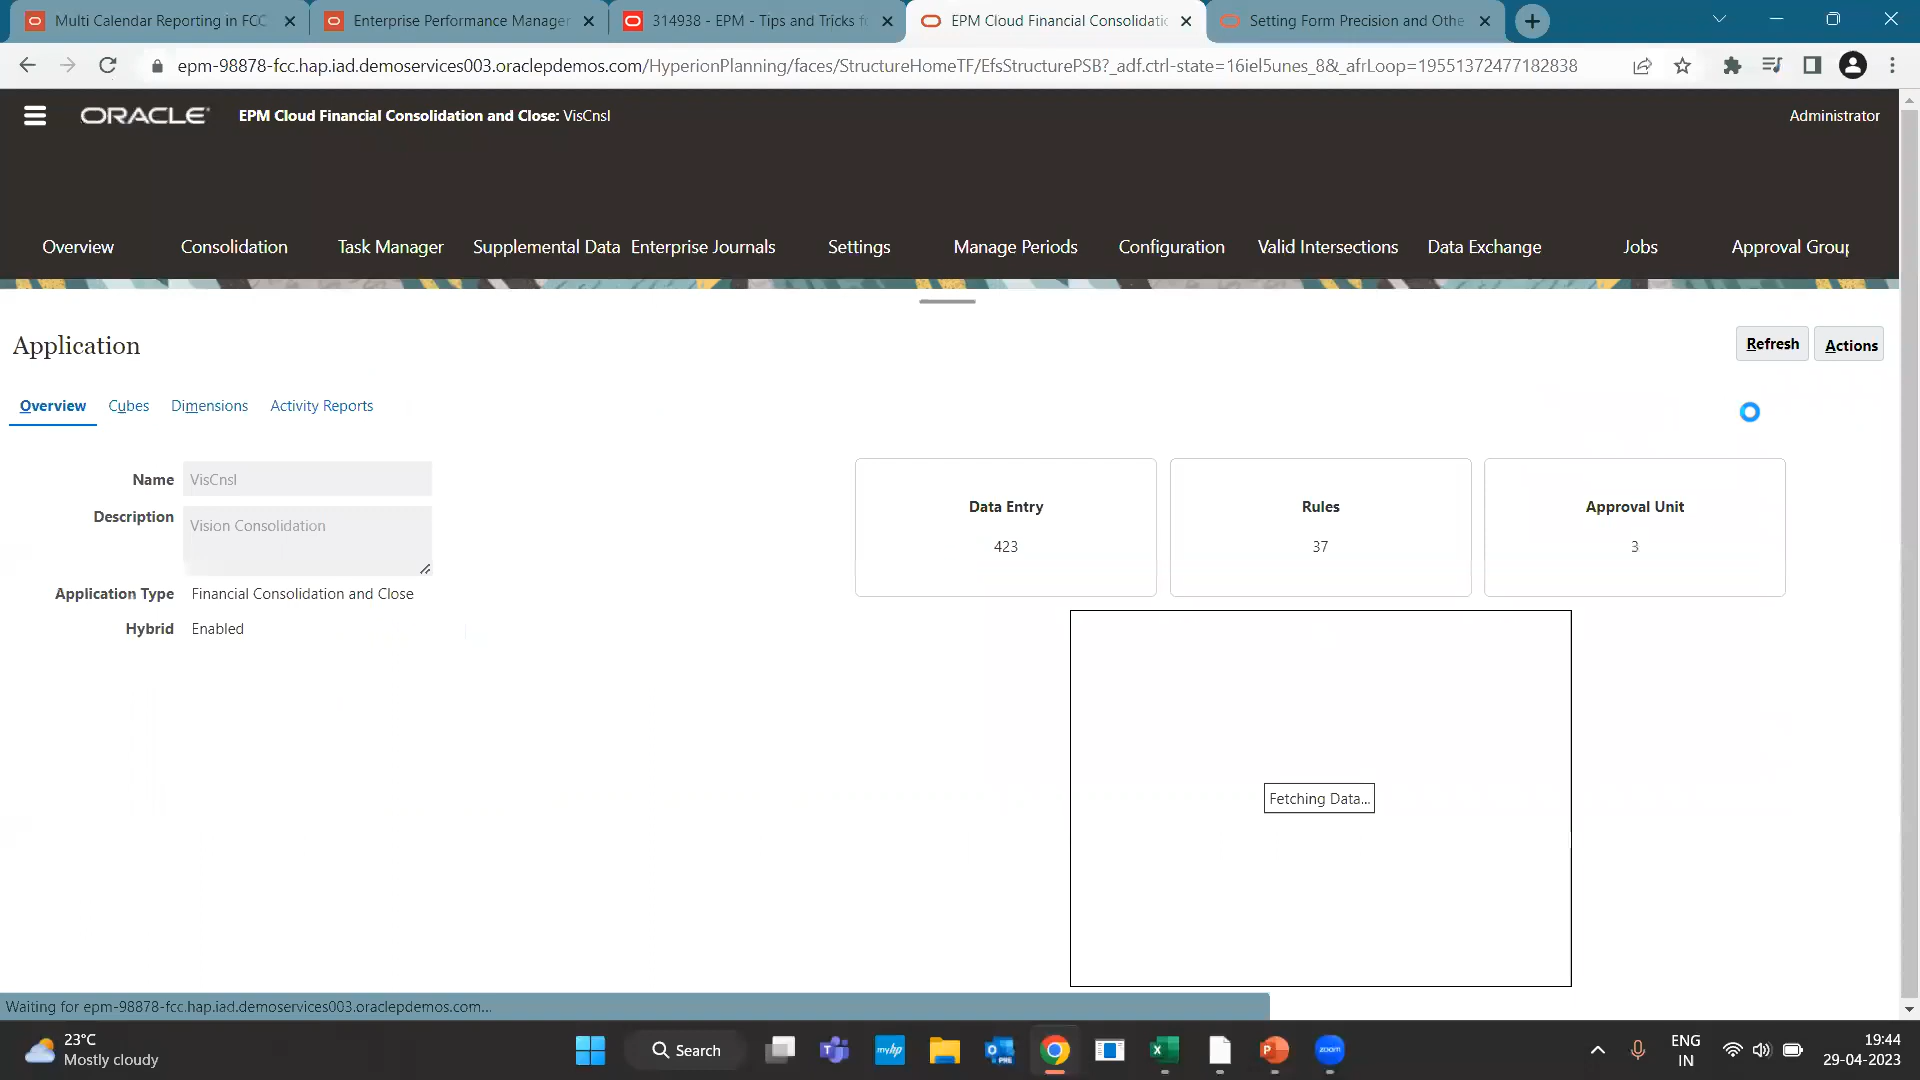 Multi Calendar Reporting in FCC
Enterprise Performance Manager
314938 - EPM - Tips and Tricks f
EPM Cloud Financial Consolidatio
Setting Form Precision and Othe
epm-98878-fcc.hap.iad.demoservices003.oraclepdemos.com/HyperionPlanning/faces/StructureHomeTF/EfsStructurePSB?_adf.ctrl-state=16iel5unes_8&_afrLoop=19551372477182838
ORACLE
EPM Cloud Financial Consolidation and Close: VisCnsl
Administrator
Overview
Consolidation
Task Manager
Supplemental Data
Enterprise Journals
Settings
Manage Periods
Configuration
Valid Intersections
Data Exchange
Jobs
Approval Group
Application
Refresh
Actions
Overview
Cubes
Dimensions
Activity Reports
Name VisCnsl
Description Vision Consolidation
Application Type Financial Consolidation and Close
Hybrid Enabled
Data Entry
423
Rules
37
Approval Unit
3
Fetching Data...
Waiting for epm-98878-fcc.hap.iad.demoservices003.oraclepdemos.com...
23°C
Mostly cloudy
Search
myhp
zoom
ENG
IN
19:44
29-04-2023